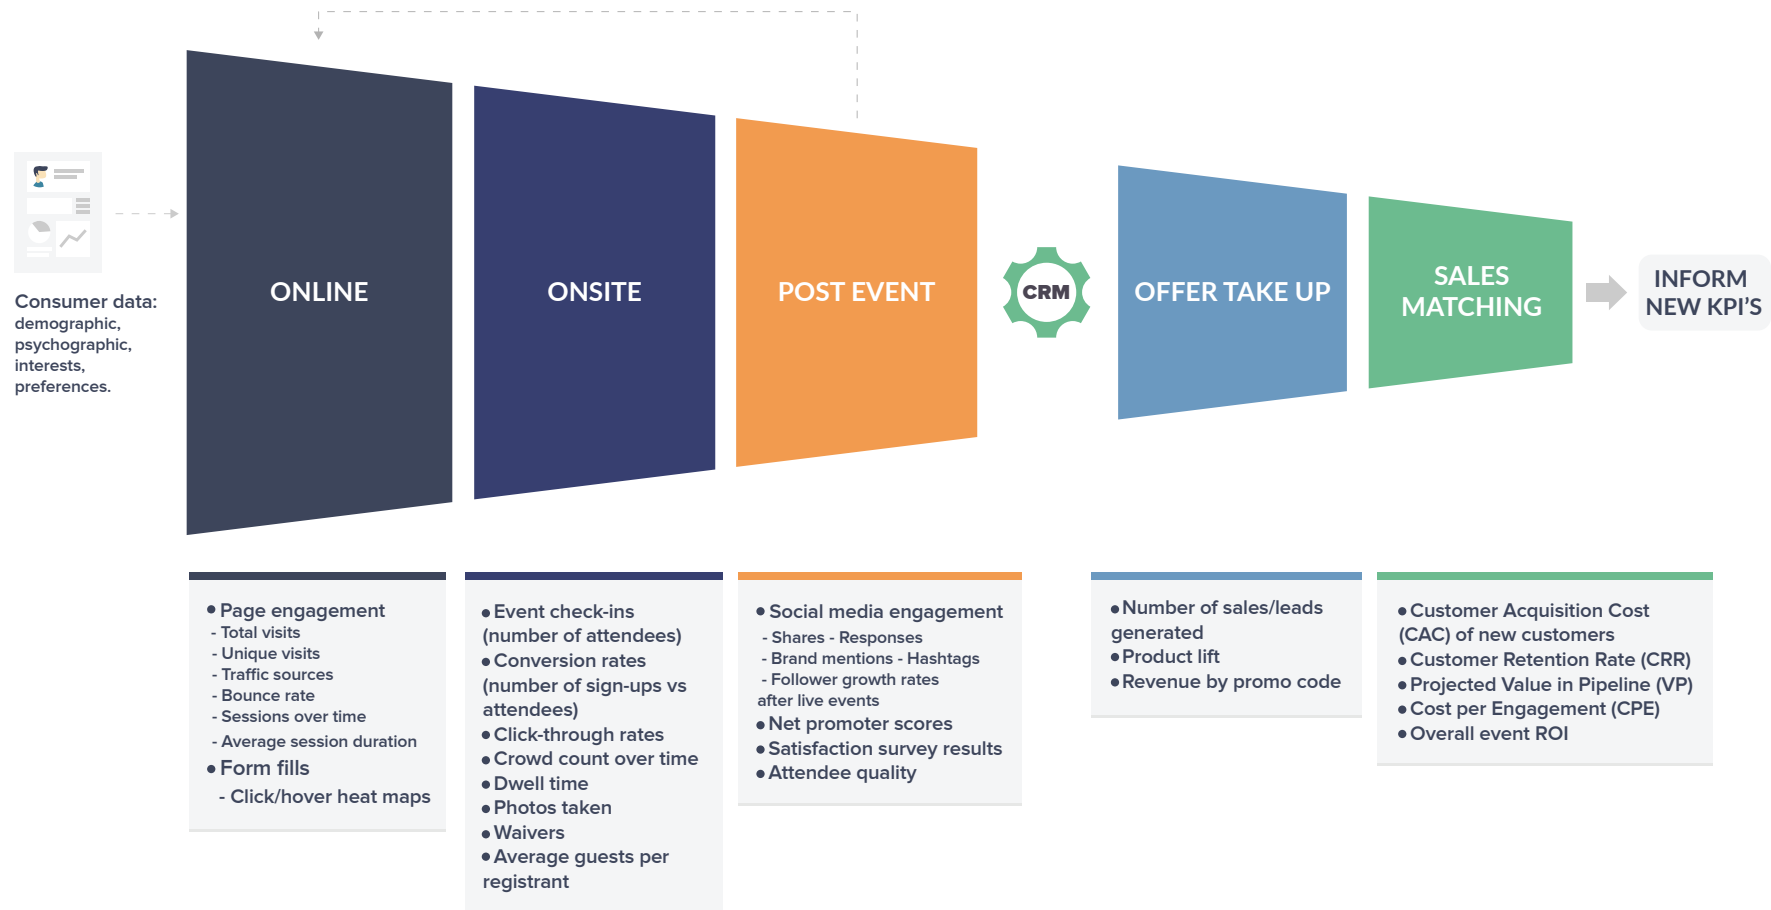 ONLINE
ONSITE
POST EVENT
CRM
OFFER TAKE UP
SALES
MATCHING
INFORM
NEW KPI'S
Consumer data:
demographic,
psychographic,
interests,
preferences.
● Page engagement
- Total visits
- Unique visits
- Traffic sources
- Bounce rate
- Sessions over time
- Average session duration
● Form fills
- Click/hover heat maps
● Event check-ins
(number of attendees)
● Conversion rates
(number of sign-ups vs
attendees)
● Click-through rates
● Crowd count over time
● Dwell time
● Photos taken
● Waivers
● Average guests per
registrant
● Social media engagement
- Shares - Responses
- Brand mentions - Hashtags
- Follower growth rates
after live events
● Net promoter scores
● Satisfaction survey results
● Attendee quality
● Number of sales/leads
generated
● Product lift
● Revenue by promo code
● Customer Acquisition Cost
(CAC) of new customers
● Customer Retention Rate (CRR)
● Projected Value in Pipeline (VP)
● Cost per Engagement (CPE)
● Overall event ROI